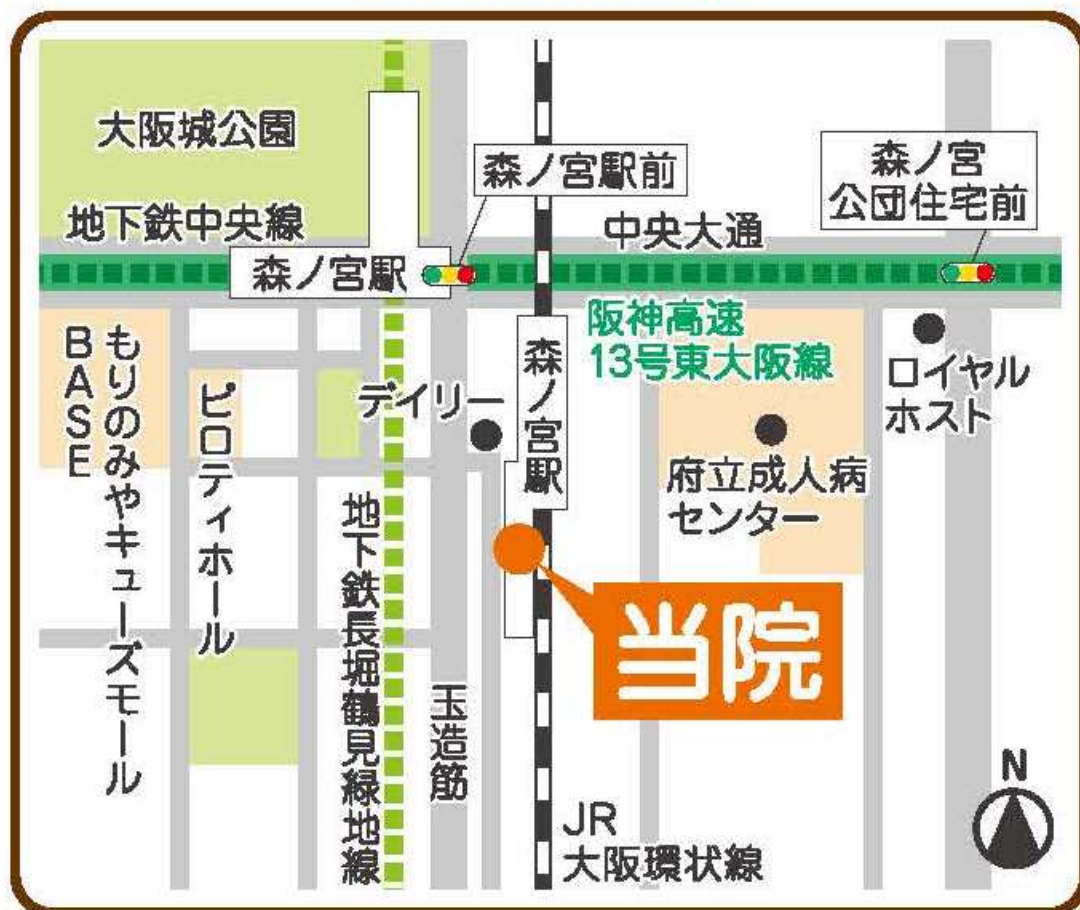 大阪城公園
森ノ宮駅前
森ノ宮
公団住宅前
地下鉄中央線
中央大通
森ノ宮駅
阪神高速
13号東大阪線
もりのみやキューズモール
BASE
ピロティホール
デイリー
森ノ宮駅
ロイヤル
ホスト
府立成人病
センター
地下鉄長堀鶴見緑地線
当院
玉造筋
JR
大阪環状線
N